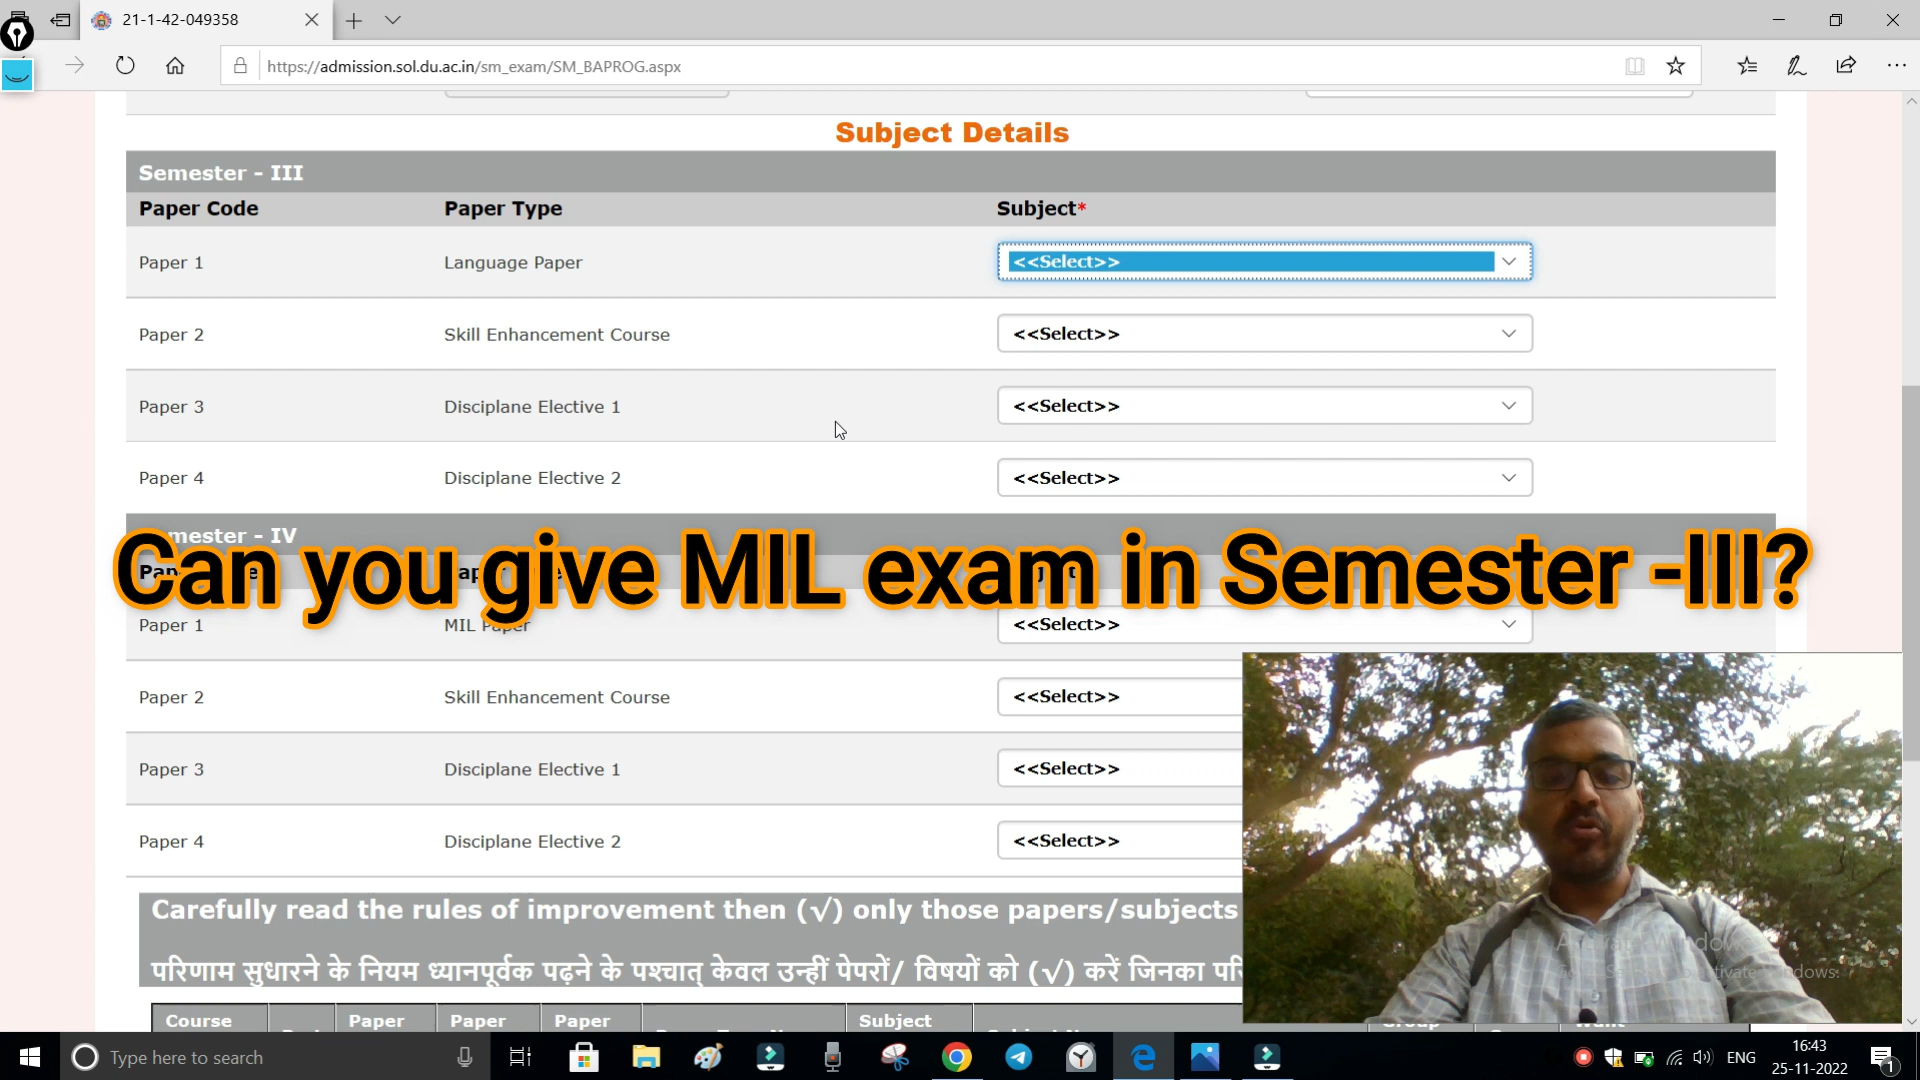 21-1-42-049358
https://admission.sol.du.ac.in/sm_exam/SM_BAPROG.aspx
Subject Details
Semester - III
Paper Code Paper Type Subject*
Paper 1 Language Paper <<Select>>
Paper 2 Skill Enhancement Course <<Select>>
Paper 3 Disciplane Elective 1 <<Select>>
Paper 4 Disciplane Elective 2 <<Select>>
Semester - IV
Can you give MIL exam in Semester -III?
Paper 1 MIL Paper <<Select>>
Paper 2 Skill Enhancement Course <<Select>>
Paper 3 Disciplane Elective 1 <<Select>>
Paper 4 Disciplane Elective 2 <<Select>>
Carefully read the rules of improvement then (√) only those papers/subjects
परिणाम सुधारने के नियम ध्यानपूर्वक पढ़ने के पश्चात् केवल उन्हीं पेपरों/ विषयों को (√) करें जिनका
Course Paper Paper Paper Subject
Type here to search
ENG
16:43
25-11-2022
1